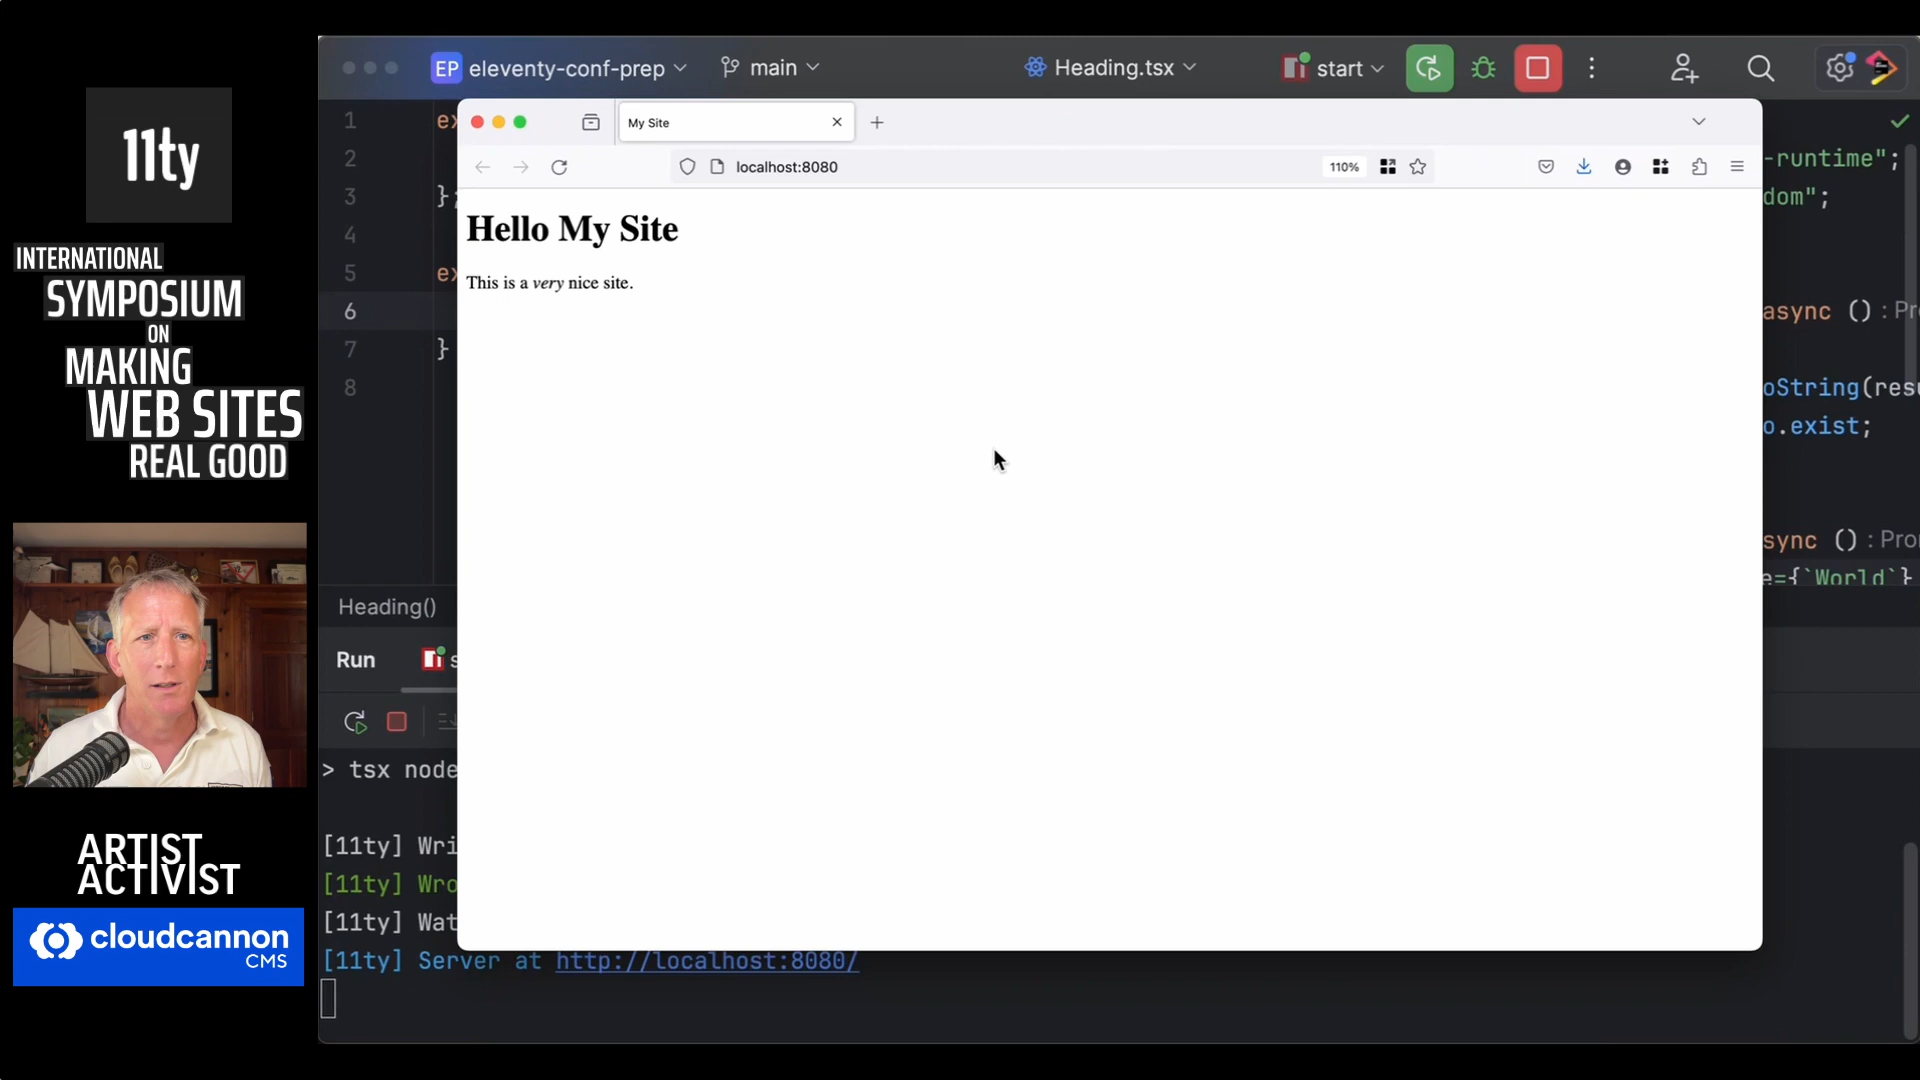 11ty
INTERNATIONAL
SYMPOSIUM
ON
MAKING
WEB SITES
REAL GOOD
ARTIST
ACTIVIST
cloudcannon
CMS
EP eleventy-conf-prep main Heading.tsx start
My Site
localhost:8080 110%
Hello My Site
This is a very nice site.
1 ex
2 -runtime";
3 }; dom";
4
5 ex
6 async () : Pr
7 }
8 oString(resu
o.exist;
sync () : Pro
e={`World`}
Heading()
Run s
> tsx node
[11ty] Wri
[11ty] Wro
[11ty] Wat
[11ty] Server at http://localhost:8080/